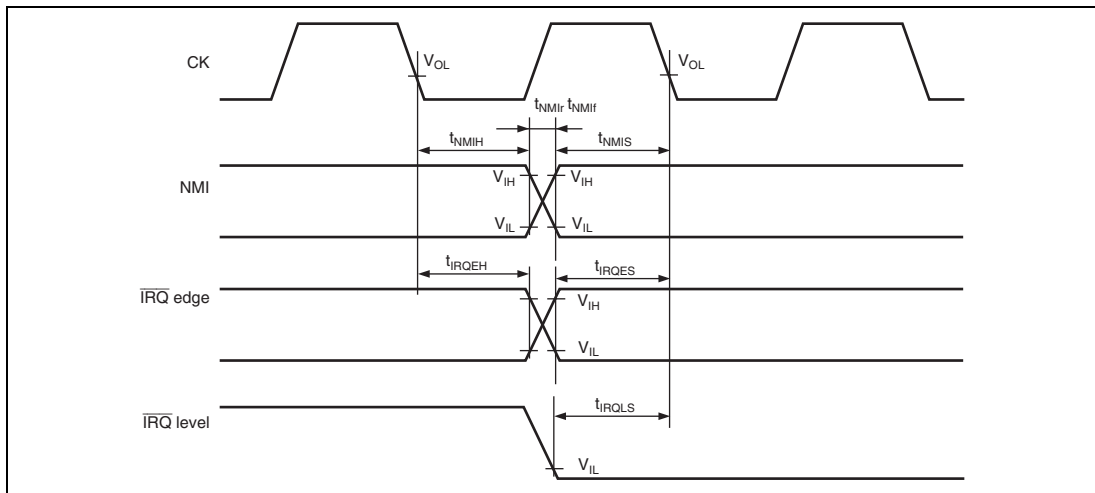 CK
VOL
VOL
tNMIr tNMIf
tNMIH
tNMIS
NMI
VIH
VIH
VIL
VIL
tIRQEH
tIRQES
IRQ edge
VIH
VIL
IRQ level
tIRQLS
VIL